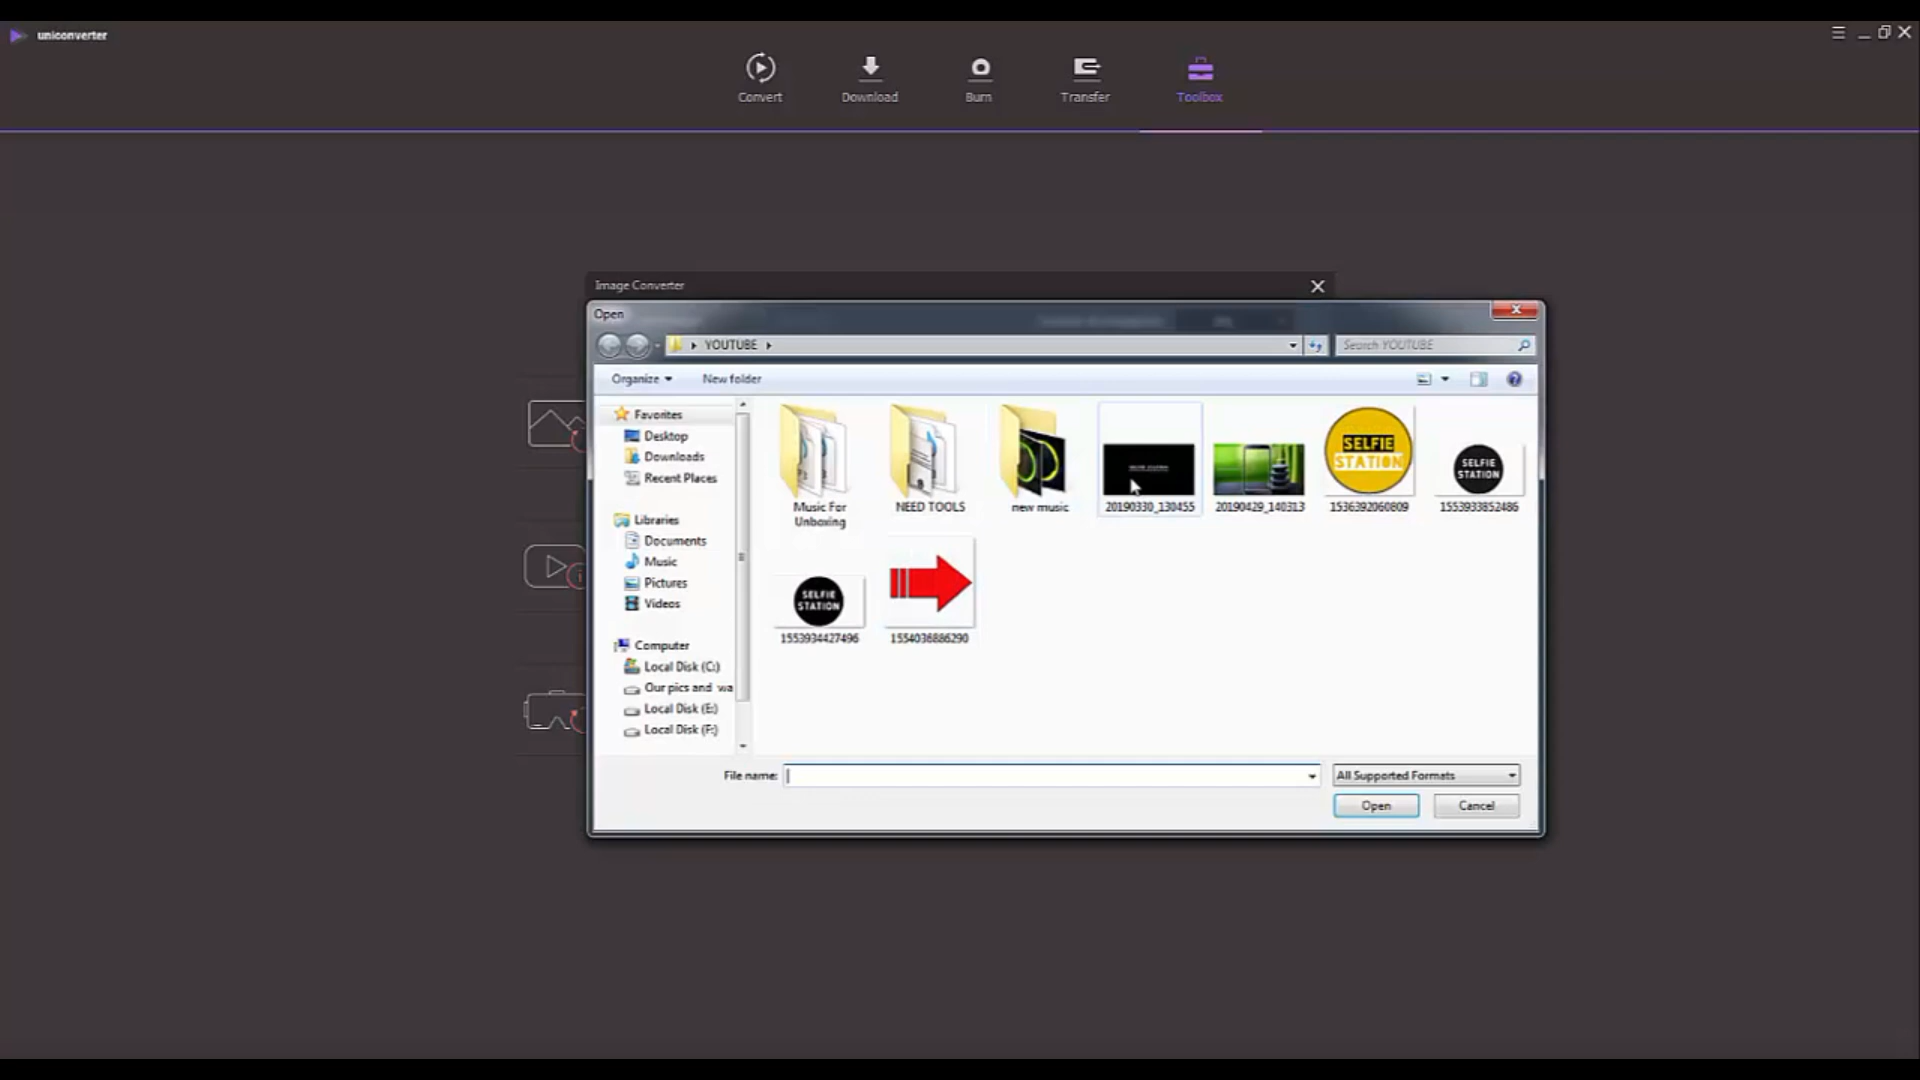 uniconverter
Convert
Download
Burn
Transfer
Toolbox
Image Converter
Open
YOUTUBE
Search YOUTUBE
Organize
New folder
Favorites
Desktop
Downloads
Recent Places
Libraries
Documents
Music
Pictures
Videos
Computer
Local Disk (C:)
Our pics and wa
Local Disk (E:)
Local Disk (F:)
SELFIE
STATION
SELFIE
STATION
Music For
Unboxing
NEED TOOLS
new music
20190330_130455
20190429_140313
1536392060809
1553933852486
SELFIE
STATION
1553934427496
1554036886290
File name:
All Supported Formats
Open
Cancel